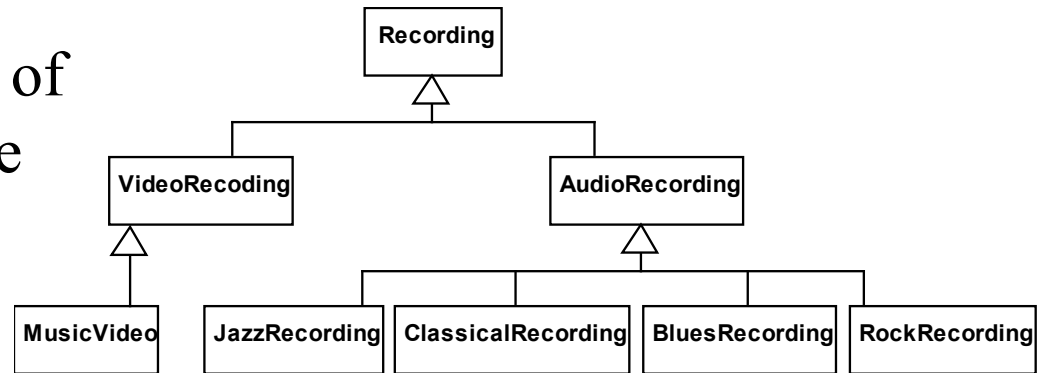 of
e
Recording
VideoRecoding
AudioRecording
MusicVideo
JazzRecording
ClassicalRecording
BluesRecording
RockRecording